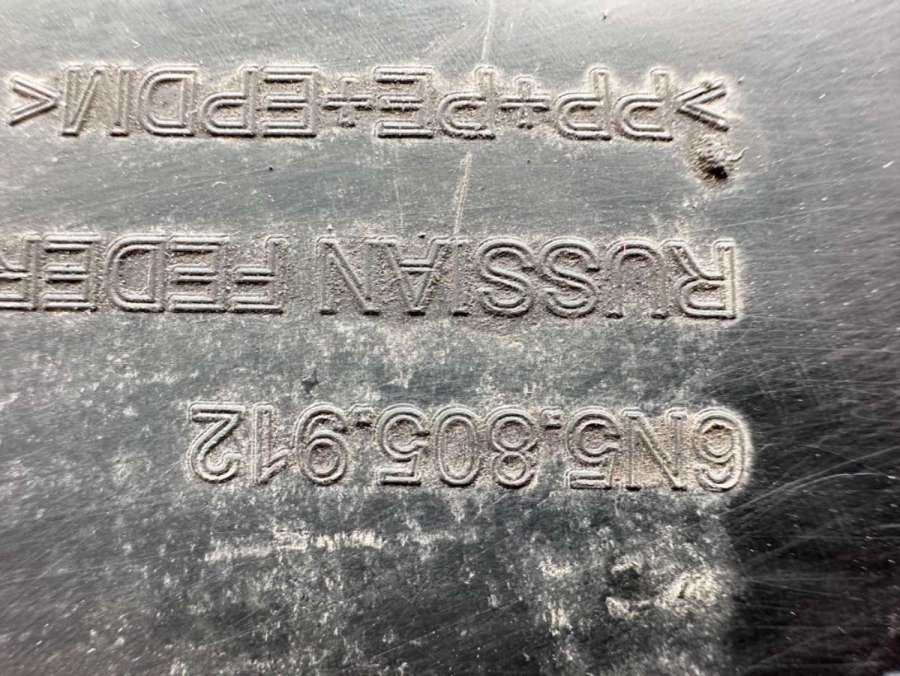 6N5.805.912
RUSSIAN FEDER
>PP+PE+EPDM<